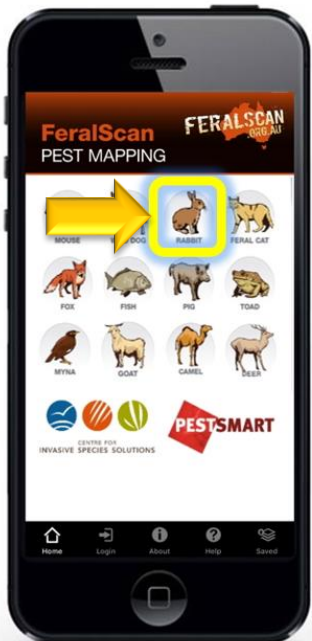 FeralScan
PEST MAPPING
FERALSCAN
.ORG.AU
MOUSE
DOG
RABBIT
FERAL CAT
FOX
FISH
PIG
TOAD
MYNA
GOAT
CAMEL
DEER
CENTRE FOR
INVASIVE SPECIES SOLUTIONS
PESTSMART
Home
Login
About
Help
Saved